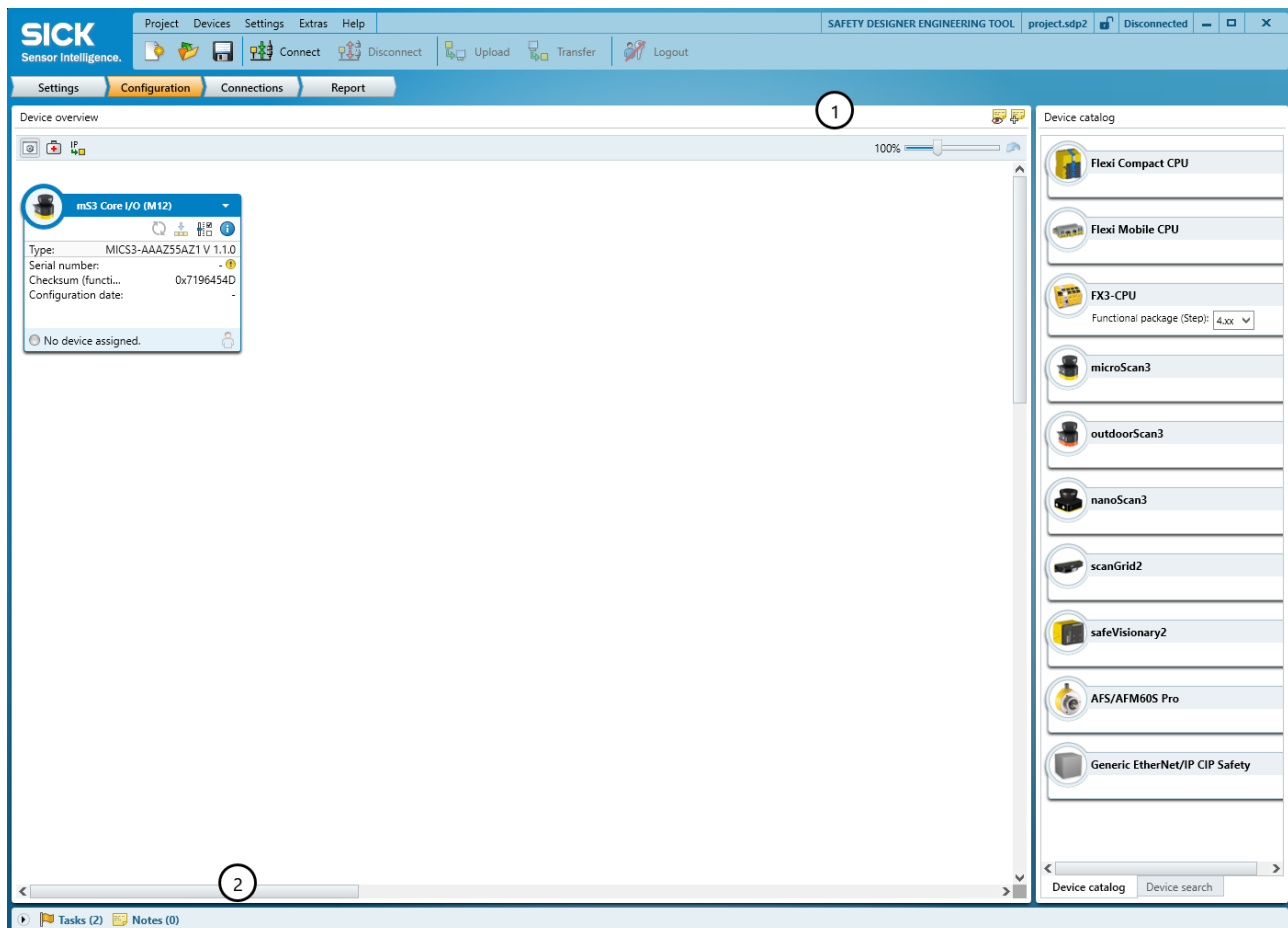 SICK
Sensor Intelligence.
Project Devices Settings Extras Help
SAFETY DESIGNER ENGINEERING TOOL project.sdp2 Disconnected
Connect Disconnect Upload Transfer Logout
Settings Configuration Connections Report
Device overview
1
Device catalog
IP
100%
mS3 Core I/O (M12)
Type: MICS3-AAAZ55AZ1 V 1.1.0
Serial number: -
Checksum (functi... 0x7196454D
Configuration date: -
No device assigned.
Flexi Compact CPU
Flexi Mobile CPU
FX3-CPU
Functional package (Step): 4.xx
microScan3
outdoorScan3
nanoScan3
scanGrid2
safeVisionary2
AFS/AFM60S Pro
Generic EtherNet/IP CIP Safety
2
Device catalog Device search
Tasks (2) Notes (0)